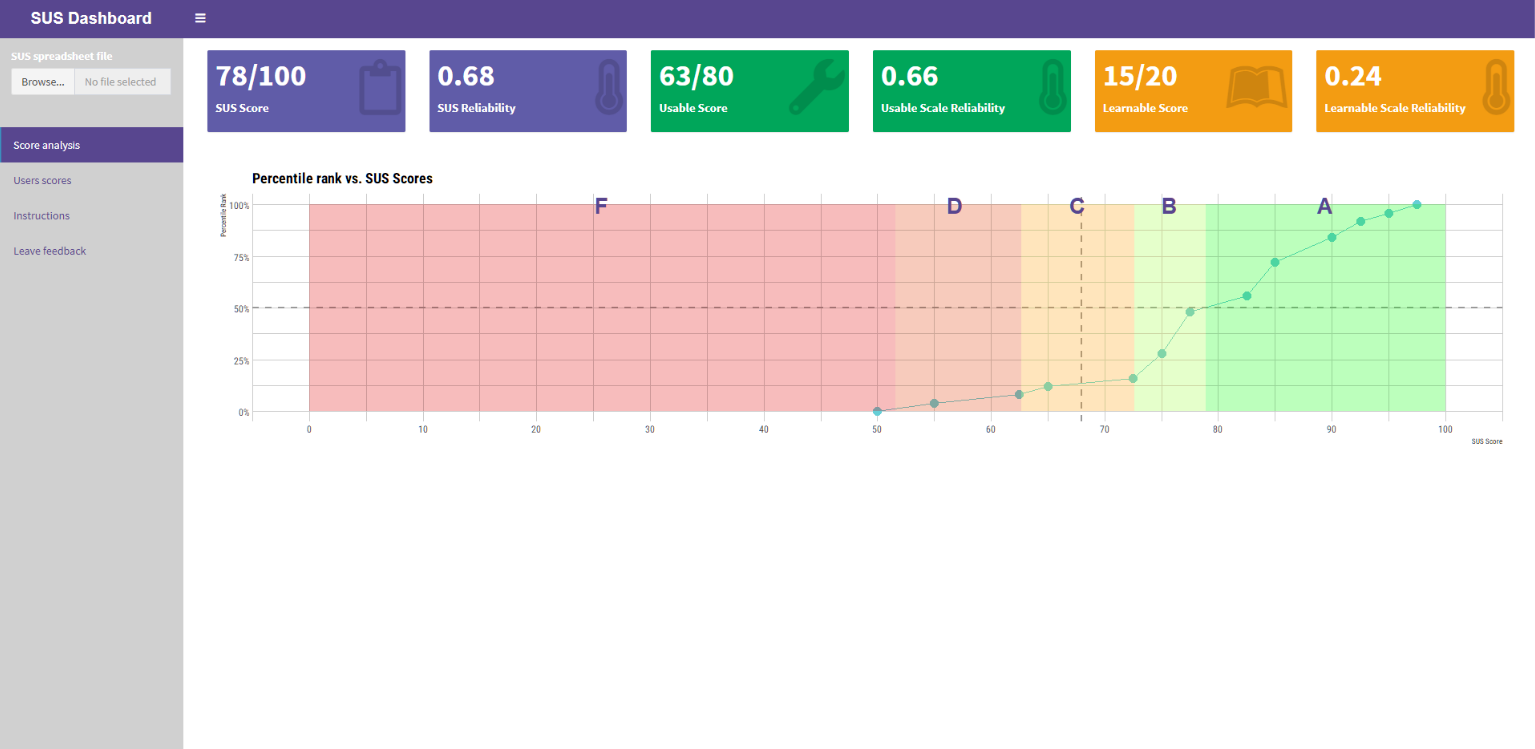 SUS Dashboard
SUS spreadsheet file
Browse... No file selected
Score analysis
Users scores
Instructions
Leave feedback
78/100
SUS Score
0.68
SUS Reliability
63/80
Usable Score
0.66
Usable Scale Reliability
15/20
Learnable Score
0.24
Learnable Scale Reliability
Percentile rank vs. SUS Scores
Percentile Rank
100%
75%
50%
25%
0%
F D C B A
0 10 20 30 40 50 60 70 80 90 100
SUS Score